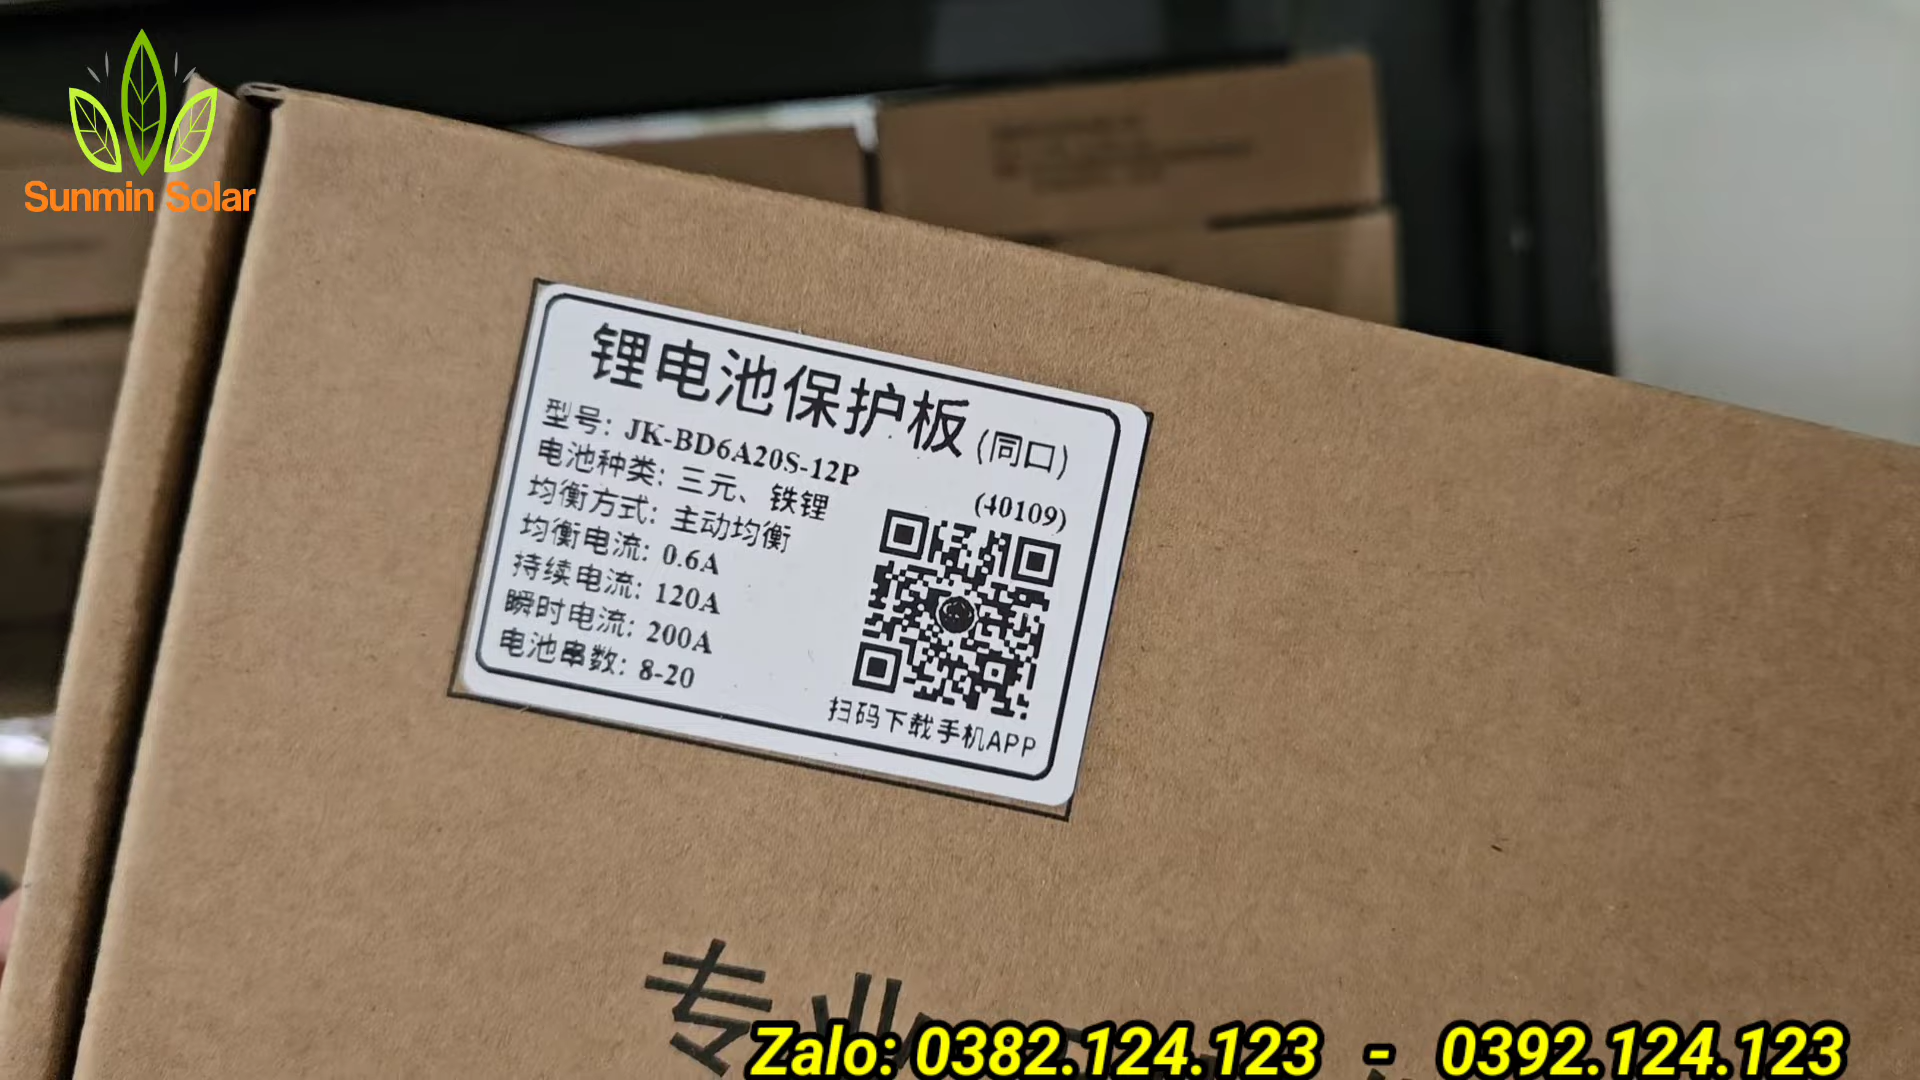 Sunmin Solar
锂电池保护板(同口)
型号: JK-BD6A20S-12P
电池种类: 三元、铁锂
(40109)
均衡方式: 主动均衡
均衡电流: 0.6A
持续电流: 120A
瞬时电流: 200A
电池串数: 8-20
扫码下载手机APP
专业
Zalo: 0382.124.123 - 0392.124.123